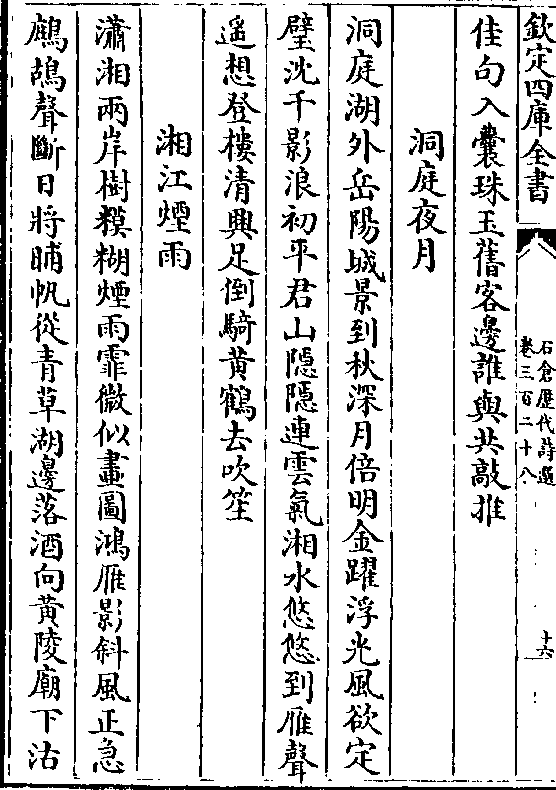 欽定四庫全書
石倉歷代詩選
卷三百二十八
十六
佳句入囊珠玉舊客邊誰與共敲推
洞庭夜月
洞庭湖外岳陽城景到秋深月倍明金躍浮光風欲定
璧沈千影浪初平君山隱隱連雲氣湘水悠悠到雁聲
遥想登樓清興足倒騎黄鶴去吹笙
湘江煙雨
瀟湘兩岸樹糢糊煙雨霏微似畫圖鴻雁影斜風正急
鷓鴣聲斷日將晡帆從青草湖邊落酒向黄陵廟下沽